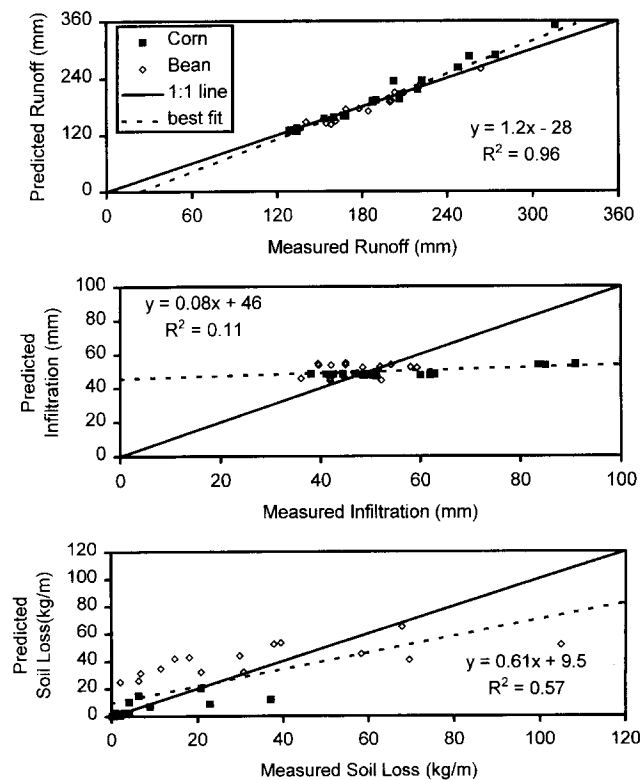 Predicted Runoff (mm)
360
240
120
0
Corn
Bean
1:1 line
best fit
y = 1.2x - 28
R² = 0.96
0
120
180
240
300
360
Measured Runoff (mm)
Predicted
Infiltration (mm)
100
80
60
40
20
0
y = 0.08x + 46
R² = 0.11
0
40
60
80
100
Measured Infiltration (mm)
Predicted
Soil Loss(kg/m)
120
100
80
60
40
20
0
y = 0.61x + 9.5
R² = 0.57
0
20
40
60
80
100
120
Measured Soil Loss (kg/m)